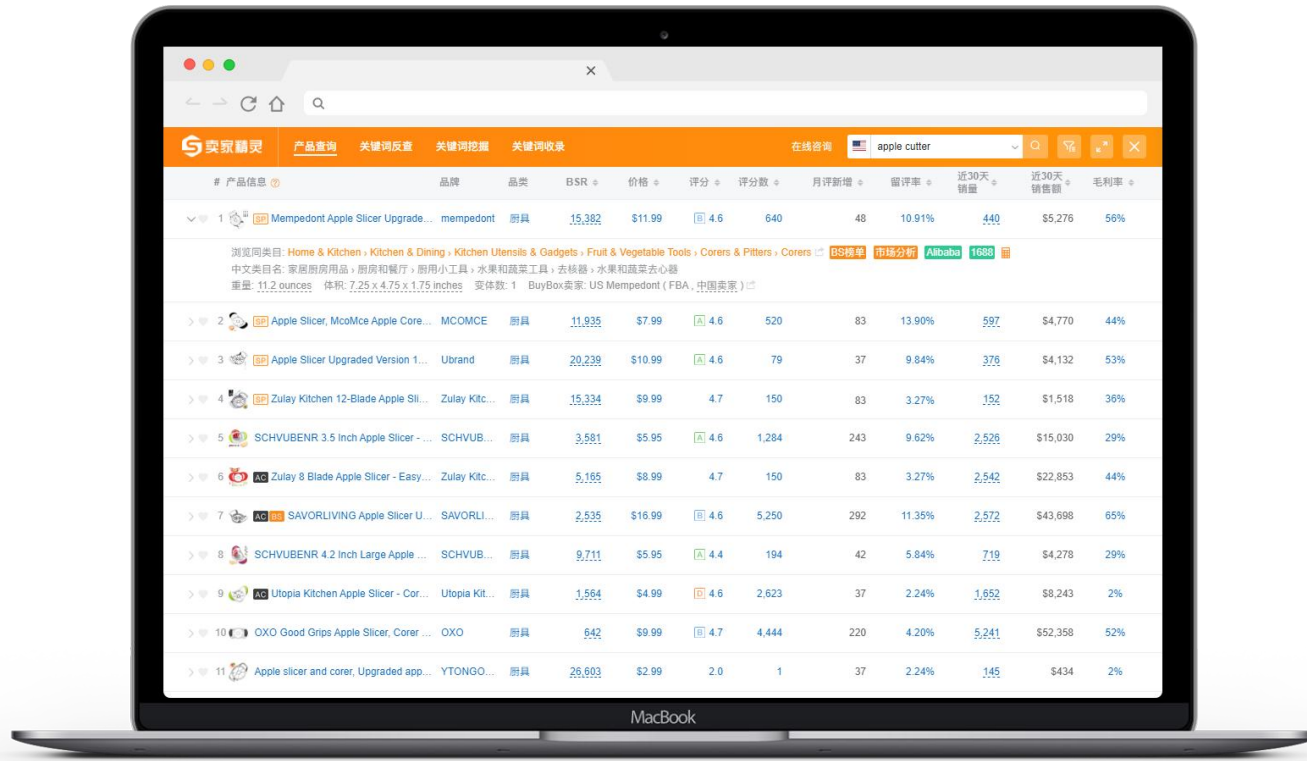 卖家精灵 产品查询 关键词反查 关键词挖掘 关键词收录 在线咨询 apple cutter
# 产品信息 品牌 品类 BSR 价格 评分 评分数 月评新增 留评率 近30天销量 近30天销售额 毛利率
1 SP Mempedont Apple Slicer Upgrade... mempedont 厨具 15,382 $11.99 B 4.6 640 48 10.91% 440 $5,276 56%
浏览同类目: Home & Kitchen › Kitchen & Dining › Kitchen Utensils & Gadgets › Fruit & Vegetable Tools › Corers & Pitters › Corers BS榜单 市场分析 Alibaba 1688
中文类目名: 家居厨房用品 › 厨房和餐厅 › 厨用小工具 › 水果和蔬菜工具 › 去核器 › 水果和蔬菜去心器
重量: 11.2 ounces 体积: 7.25 x 4.75 x 1.75 inches 变体数: 1 BuyBox卖家: US Mempedont ( FBA , 中国卖家 )
2 SP Apple Slicer, McoMce Apple Core... MCOMCE 厨具 11,935 $7.99 A 4.6 520 83 13.90% 597 $4,770 44%
3 SP Apple Slicer Upgraded Version 1... Ubrand 厨具 20,239 $10.99 A 4.6 79 37 9.84% 376 $4,132 53%
4 SP Zulay Kitchen 12-Blade Apple Sli... Zulay Kitc... 厨具 15,334 $9.99 4.7 150 83 3.27% 152 $1,518 36%
5 SCHVUBENR 3.5 Inch Apple Slicer - ... SCHVUB... 厨具 3,581 $5.95 A 4.6 1,284 243 9.62% 2,526 $15,030 29%
6 AC Zulay 8 Blade Apple Slicer - Easy... Zulay Kitc... 厨具 5,165 $8.99 4.7 150 83 3.27% 2,542 $22,853 44%
7 AC BS SAVORLIVING Apple Slicer U... SAVORLI... 厨具 2,535 $16.99 B 4.6 5,250 292 11.35% 2,572 $43,698 65%
8 SCHVUBENR 4.2 Inch Large Apple ... SCHVUB... 厨具 9,711 $5.95 A 4.4 194 42 5.84% 719 $4,278 29%
9 AC Utopia Kitchen Apple Slicer - Cor... Utopia Kit... 厨具 1,564 $4.99 D 4.6 2,623 37 2.24% 1,652 $8,243 2%
10 OXO Good Grips Apple Slicer, Corer ... OXO 厨具 642 $9.99 B 4.7 4,444 220 4.20% 5,241 $52,358 52%
11 Apple slicer and corer, Upgraded app... YTONGO... 厨具 26,603 $2.99 2.0 1 37 2.24% 145 $434 2%
MacBook